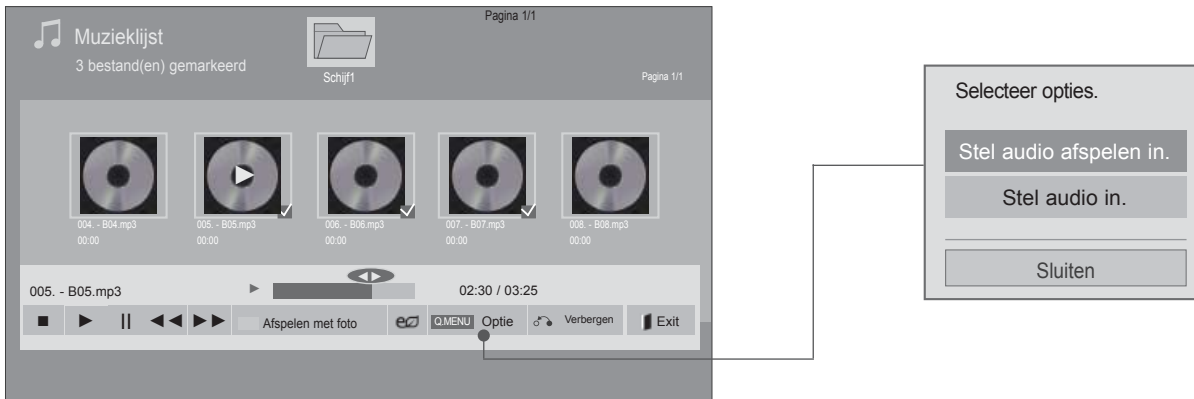 Pagina 1/1
Muzieklijst
3 bestand(en) gemarkeerd
Schijf1
Pagina 1/1
004. - B04.mp3
00:00
005. - B05.mp3
00:00
006. - B06.mp3
00:00
007. - B07.mp3
00:00
008. - B08.mp3
00:00
005. - B05.mp3
02:30 / 03:25
Afspelen met foto
Q.MENU Optie
Verbergen
Exit
Selecteer opties.
Stel audio afspelen in.
Stel audio in.
Sluiten